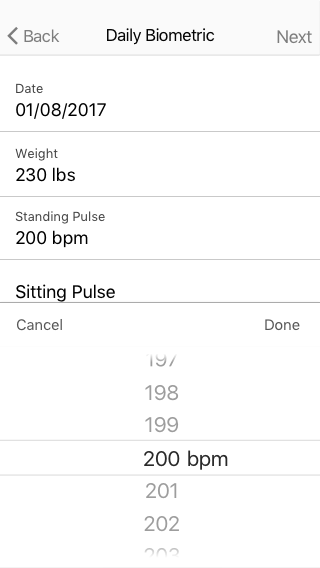 Back Daily Biometric Next
Date
01/08/2017
Weight
230 lbs
Standing Pulse
200 bpm
Sitting Pulse
Cancel Done
197
198
199
200 bpm
201
202
203